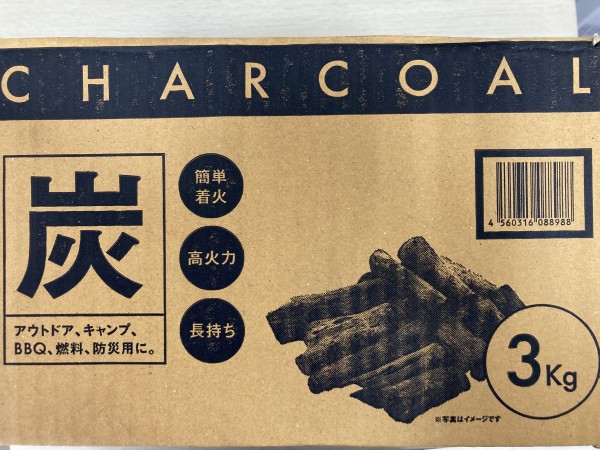 CHARCOAL
炭
アウトドア、キャンプ、
BBQ、燃料、防災用に。
簡単
着火
高火力
長持ち
4 560316 088988
3Kg
※写真はイメージです